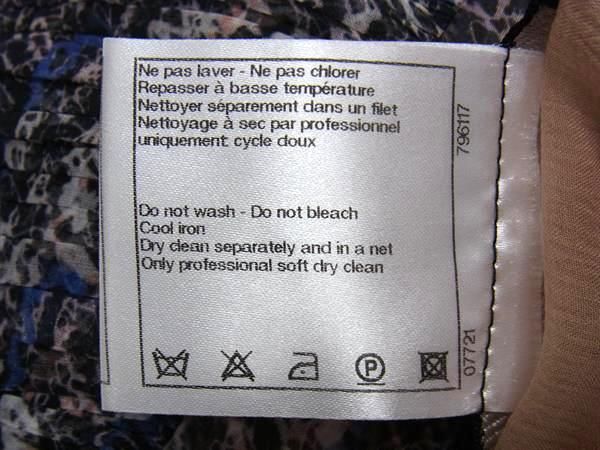 Ne pas laver - Ne pas chlorer
Repasser à basse température
Nettoyer séparement dans un filet
Nettoyage à sec par professionnel
uniquement: cycle doux
Do not wash - Do not bleach
Cool iron
Dry clean separately and in a net
Only professional soft dry clean
P
796117
07721